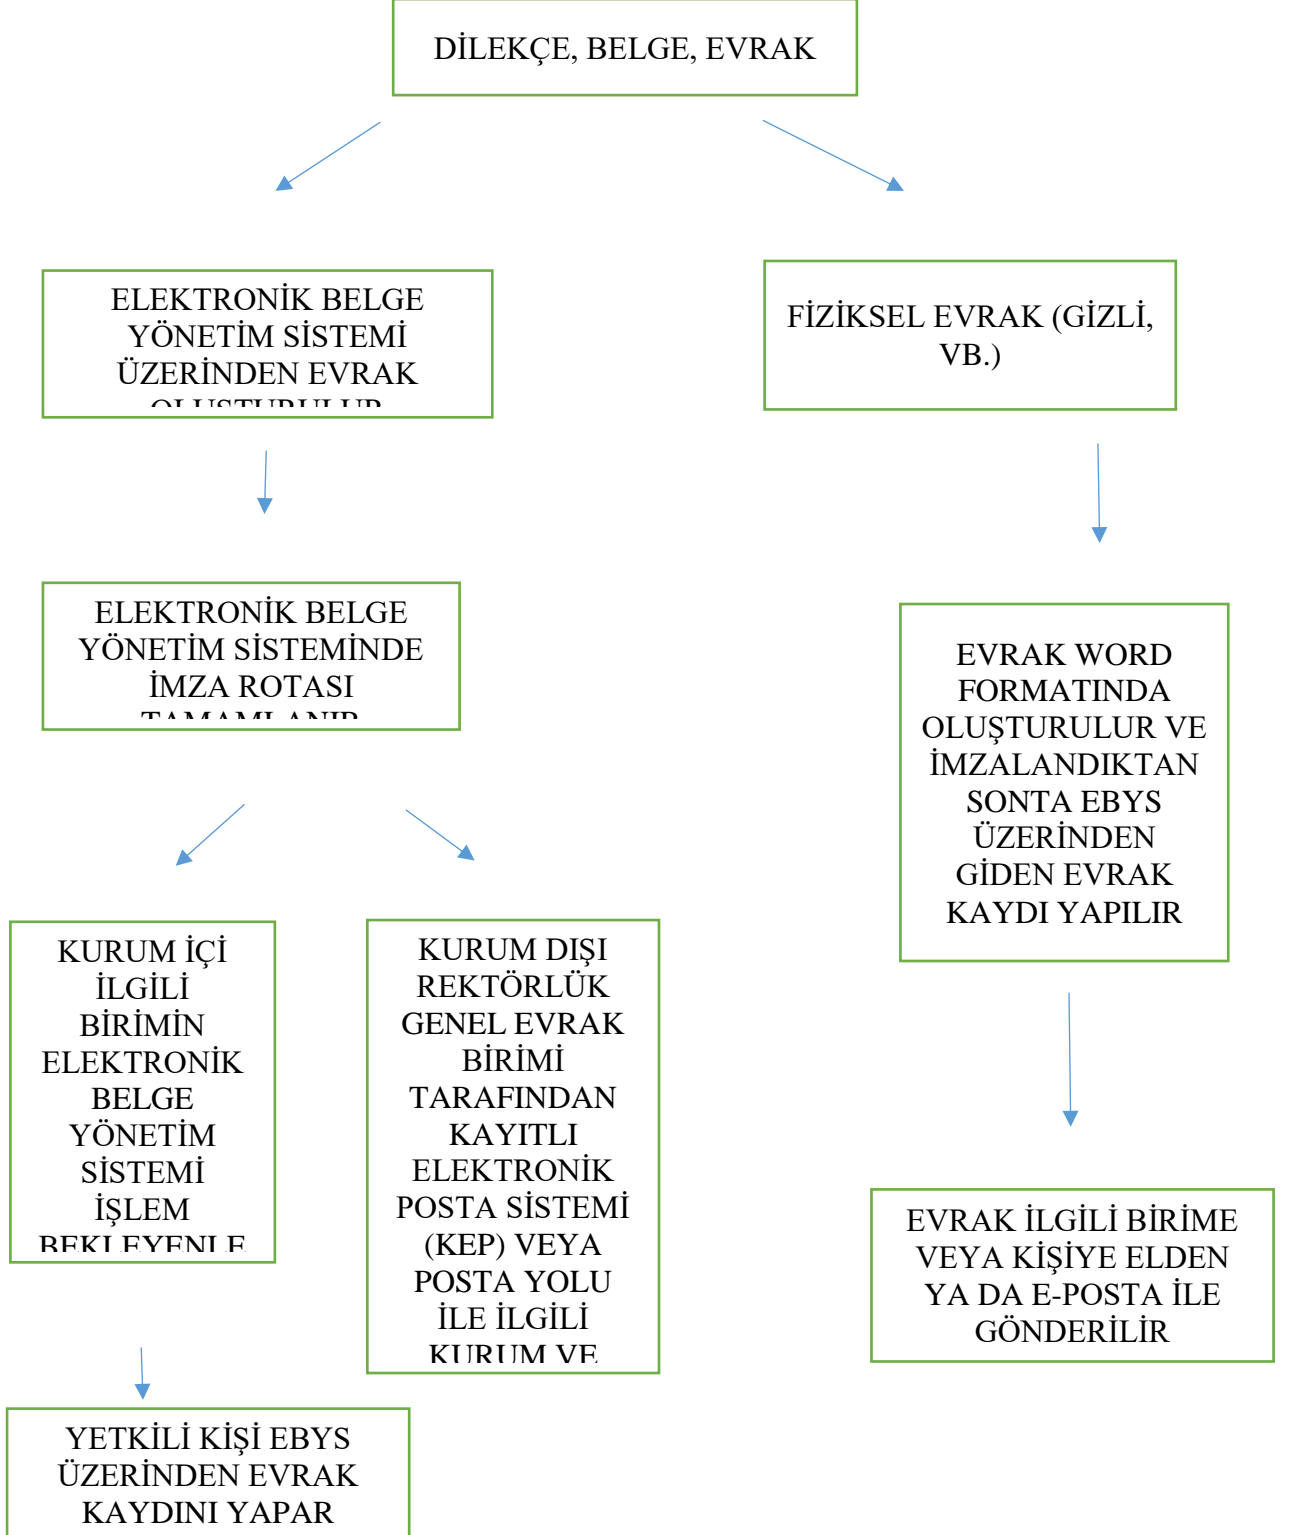 DİLEKÇE, BELGE, EVRAK
ELEKTRONİK BELGE
YÖNETİM SİSTEMİ
ÜZERİNDEN EVRAK
OLUŞTURULUR
FİZİKSEL EVRAK (GİZLİ,
VB.)
ELEKTRONİK BELGE
YÖNETİM SİSTEMİNDE
İMZA ROTASI
TAMAMLANIR
EVRAK WORD
FORMATINDA
OLUŞTURULUR VE
İMZALANDIKTAN
SONTA EBYS
ÜZERİNDEN
GİDEN EVRAK
KAYDI YAPILIR
KURUM İÇİ
İLGİLİ
BİRİMİN
ELEKTRONİK
BELGE
YÖNETİM
SİSTEMİ
İŞLEM
BEKLEYENLE
KURUM DIŞI
REKTÖRLÜK
GENEL EVRAK
BİRİMİ
TARAFINDAN
KAYITLI
ELEKTRONİK
POSTA SİSTEMİ
(KEP) VEYA
POSTA YOLU
İLE İLGİLİ
KURUM VE
EVRAK İLGİLİ BİRİME
VEYA KİŞİYE ELDEN
YA DA E-POSTA İLE
GÖNDERİLİR
YETKİLİ KİŞİ EBYS
ÜZERİNDEN EVRAK
KAYDINI YAPAR